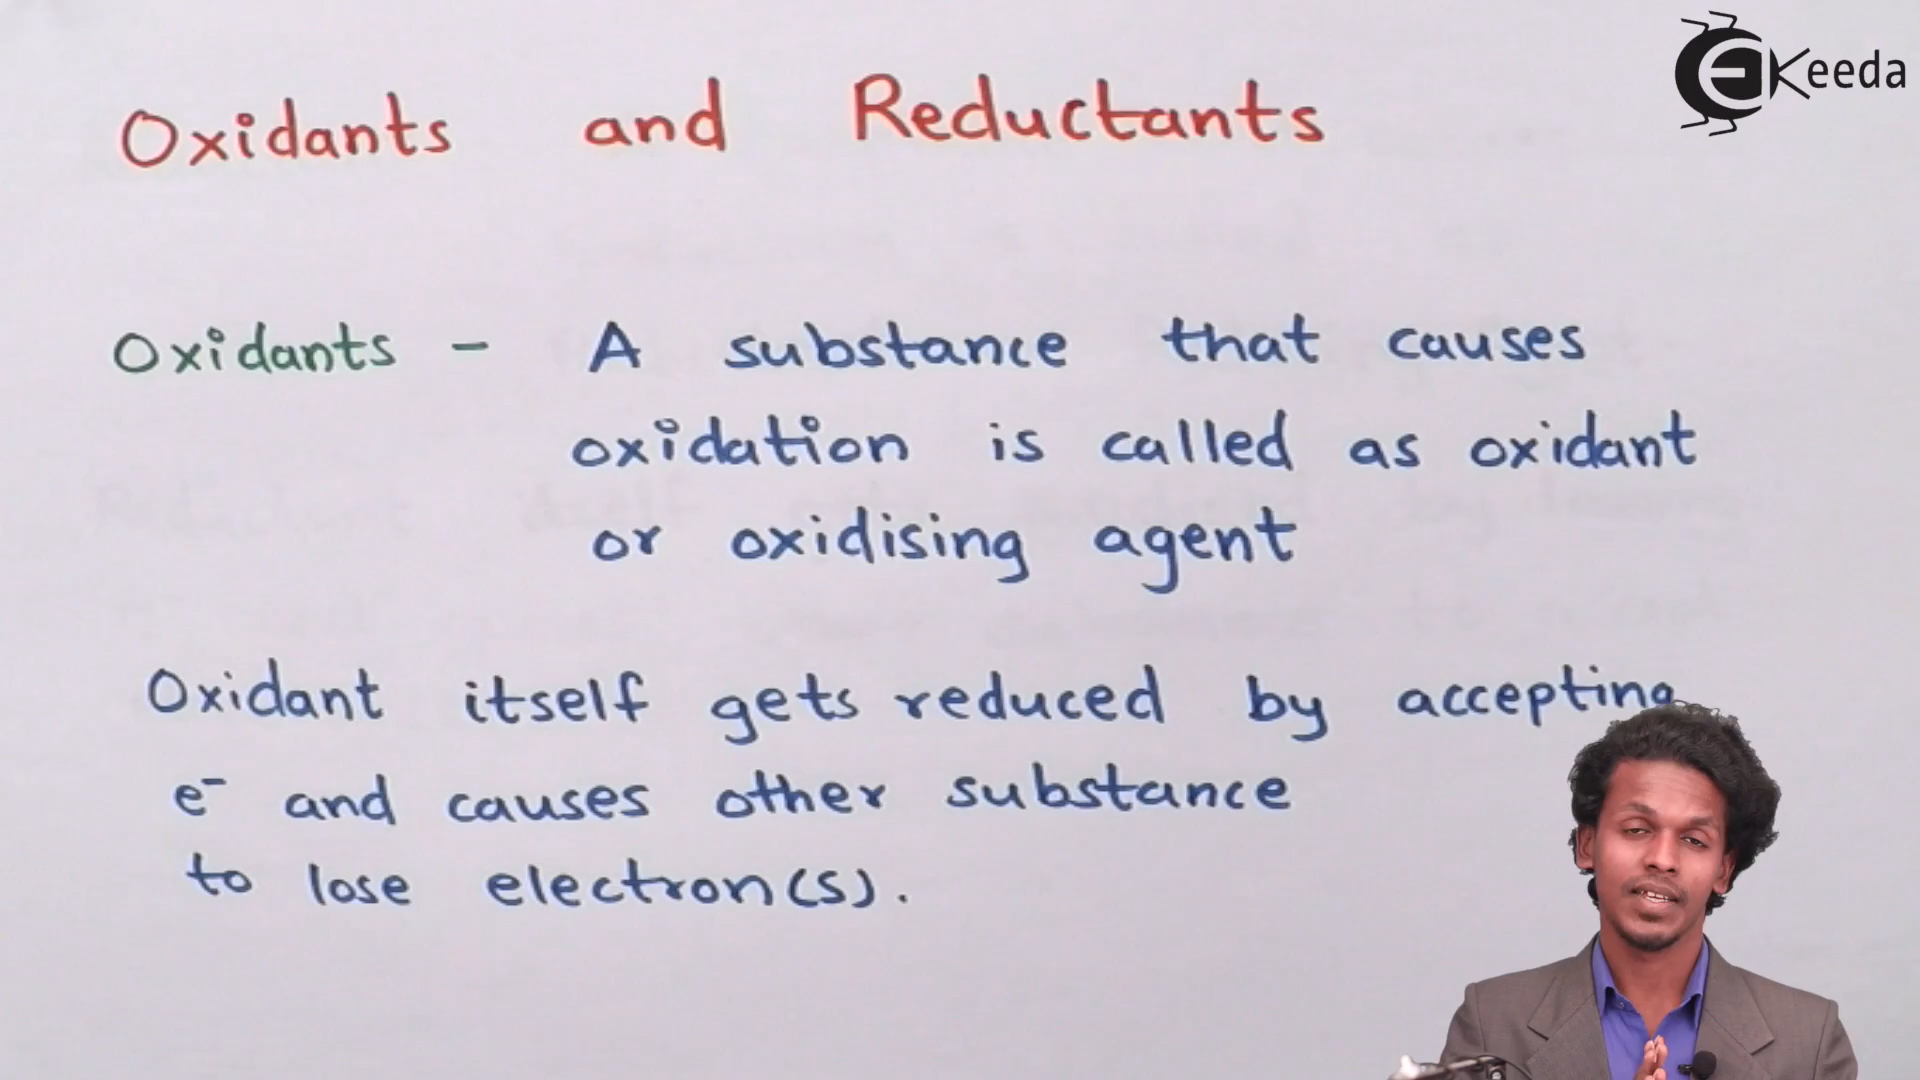 Ekeeda
Oxidants and Reductants
Oxidants - A substance that causes
oxidation is called as oxidant
or oxidising agent
Oxidant itself gets reduced by accepting
e⁻ and causes other substance
to lose electron(s).